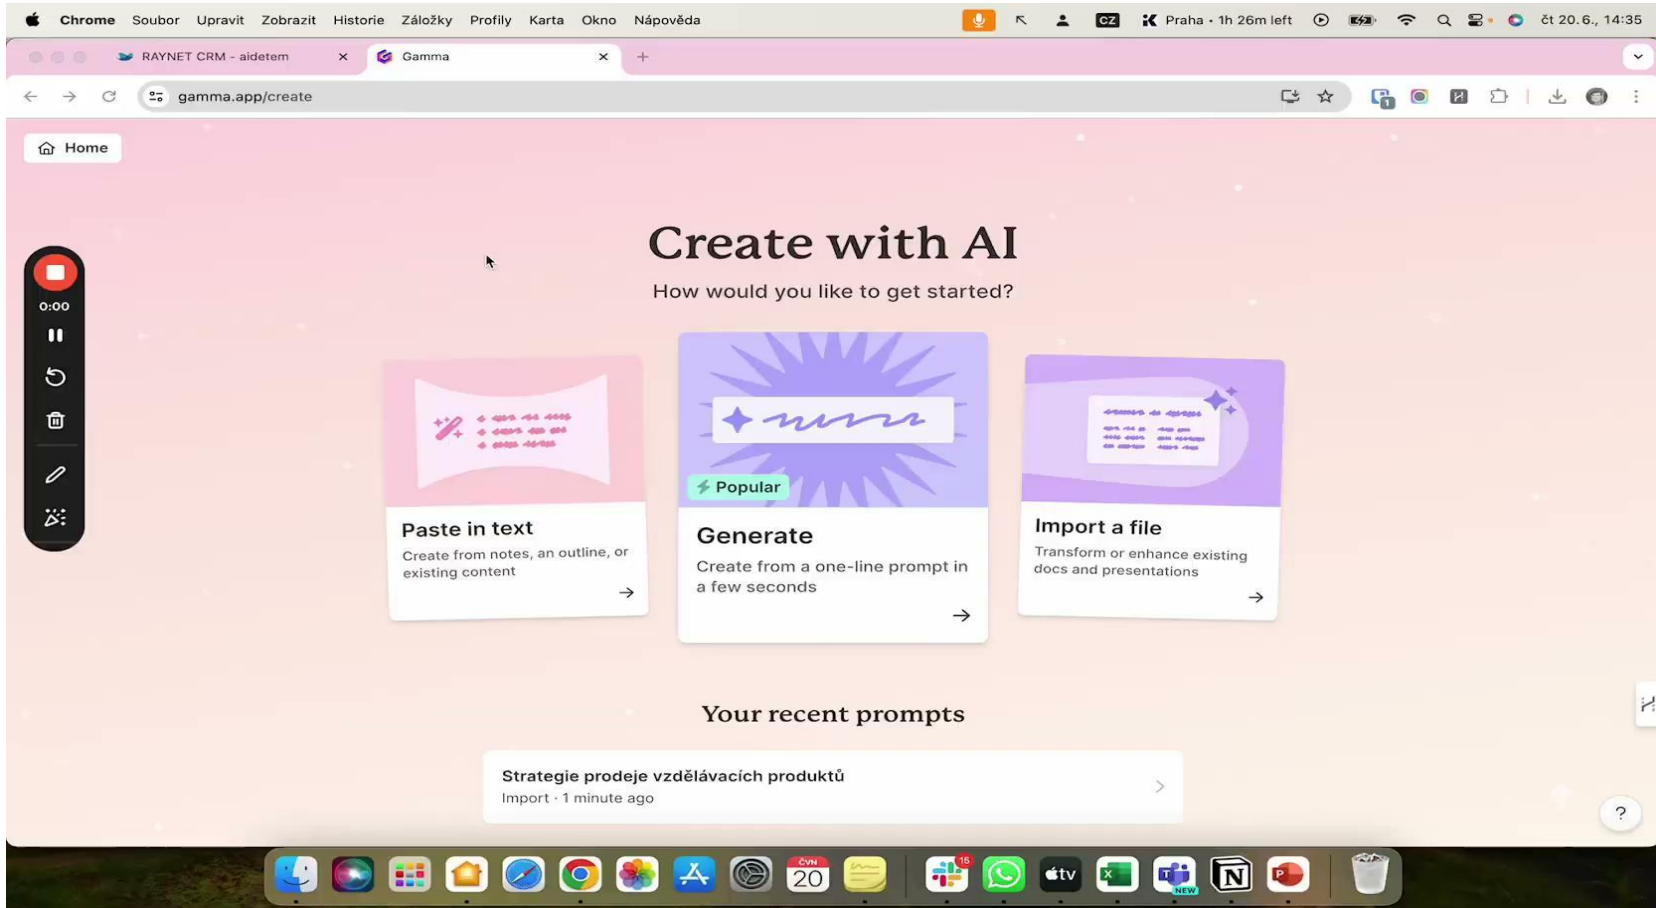 Chrome Soubor Upravit Zobrazit Historie Záložky Profily Karta Okno Nápověda CZ Praha • 1h 26m left čt 20. 6., 14:35
RAYNET CRM - aidetem Gamma
gamma.app/create
1
Home
Create with AI
How would you like to get started?
0:00
Popular
Paste in text
Create from notes, an outline, or
existing content
Generate
Create from a one-line prompt in
a few seconds
Import a file
Transform or enhance existing
docs and presentations
Your recent prompts
Strategie prodeje vzdělávacích produktů
Import · 1 minute ago
?
ČVN
20
15
tv
NEW